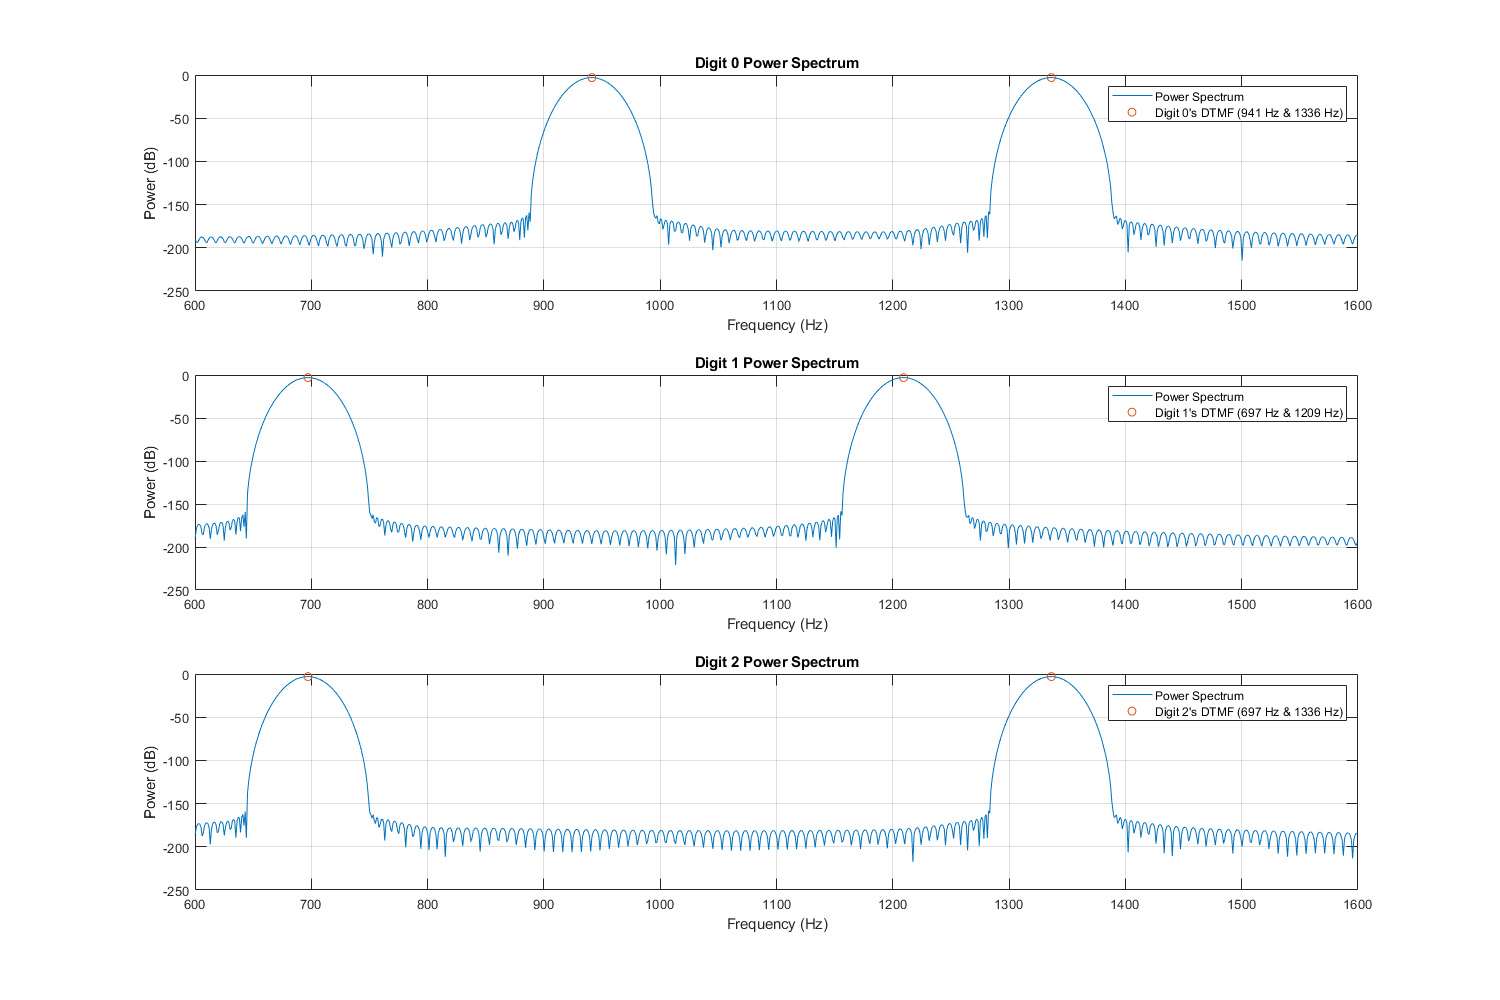 Digit 0 Power Spectrum
0
-50
-100
-150
-200
-250
Power (dB)
Power Spectrum
Digit 0's DTMF (941 Hz & 1336 Hz)
600 700 800 900 1000 1100 1200 1300 1400 1500 1600
Frequency (Hz)
Digit 1 Power Spectrum
0
-50
-100
-150
-200
-250
Power (dB)
Power Spectrum
Digit 1's DTMF (697 Hz & 1209 Hz)
600 700 800 900 1000 1100 1200 1300 1400 1500 1600
Frequency (Hz)
Digit 2 Power Spectrum
0
-50
-100
-150
-200
-250
Power (dB)
Power Spectrum
Digit 2's DTMF (697 Hz & 1336 Hz)
600 700 800 900 1000 1100 1200 1300 1400 1500 1600
Frequency (Hz)